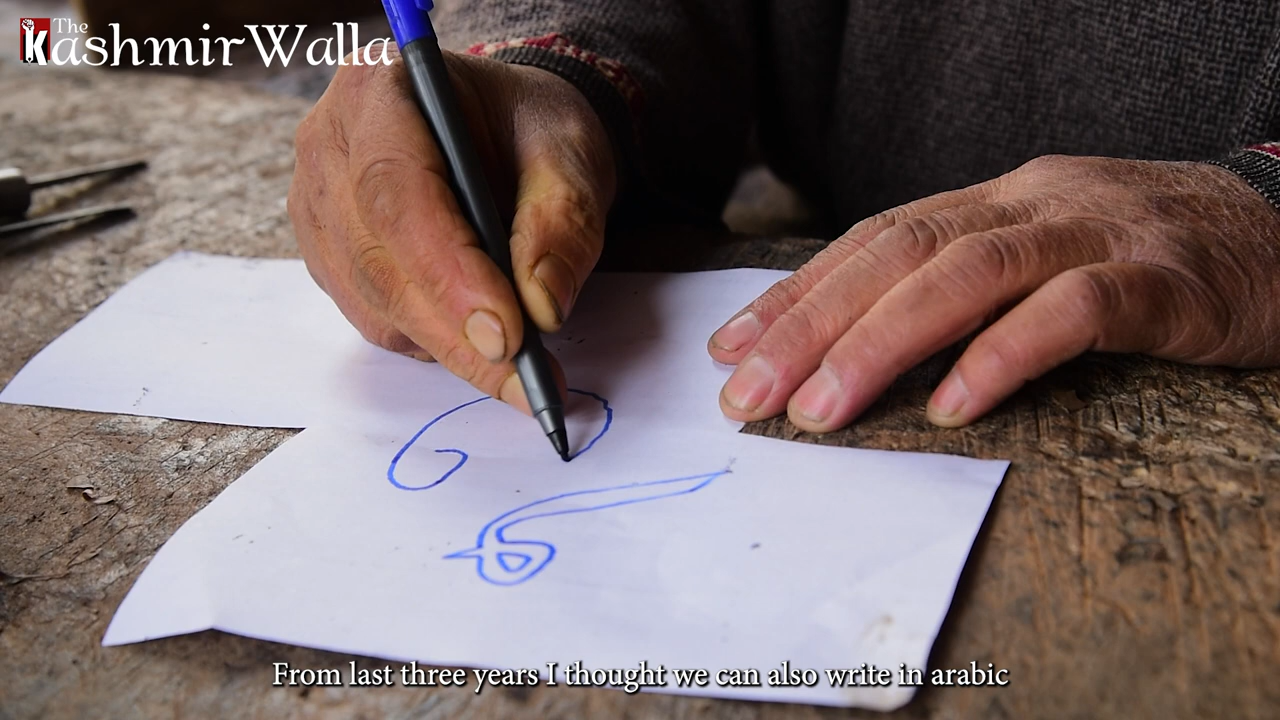 The
KashmirWalla
From last three years I thought we can also write in arabic